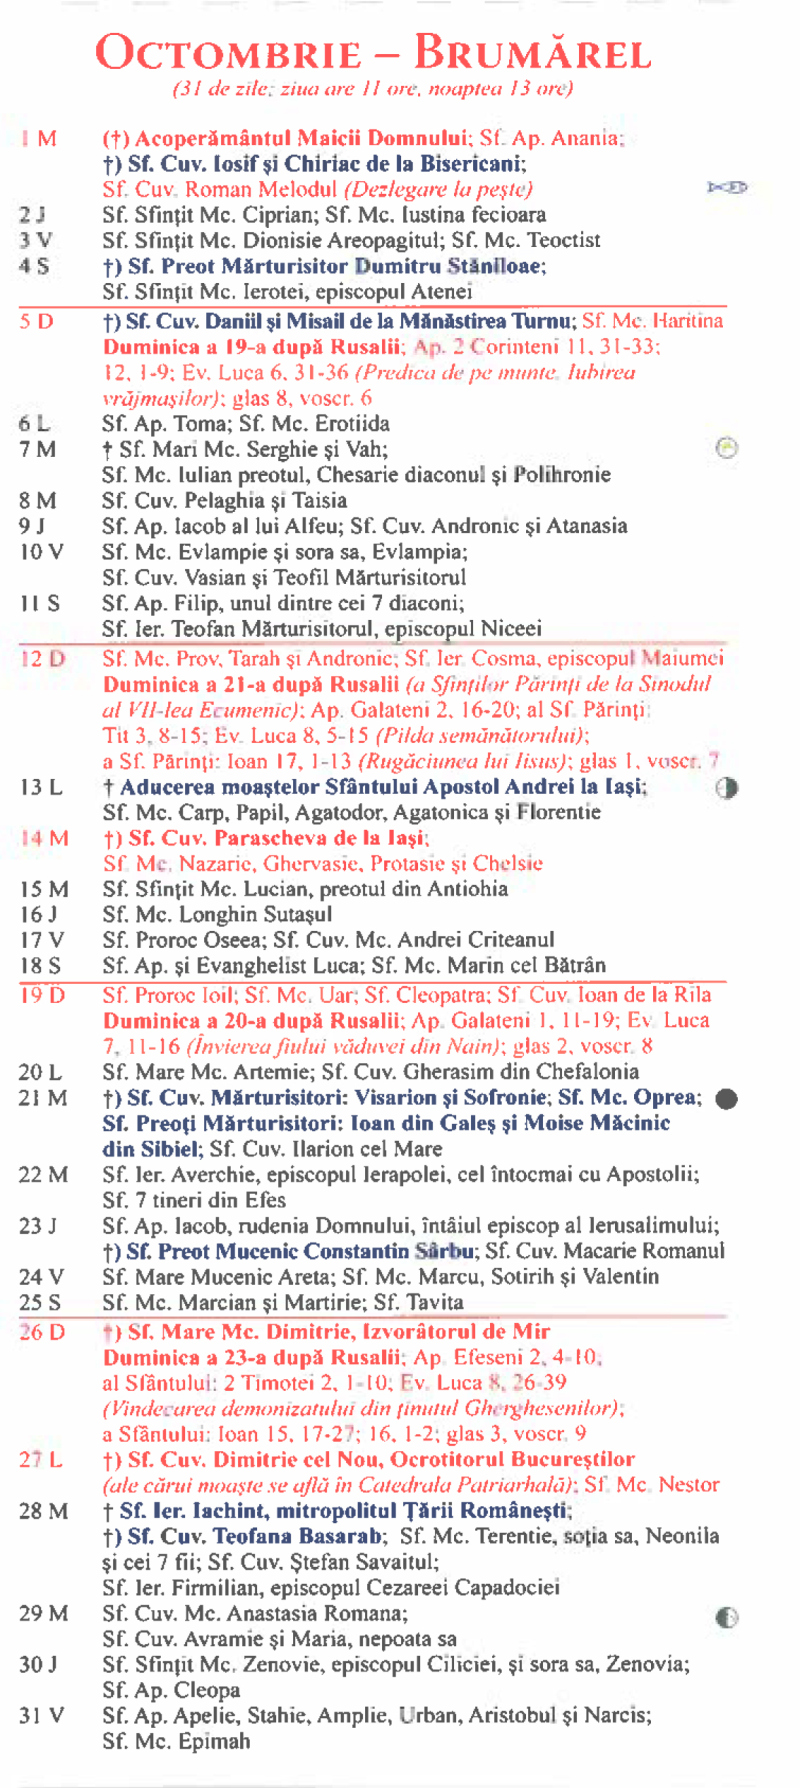 OCTOMBRIE – BRUMĂREL
(31 de zile; ziua are 11 ore, noaptea 13 ore)
1 M (†) Acoperământul Maicii Domnului; Sf. Ap. Anania;
†) Sf. Cuv. Iosif şi Chiriac de la Bisericani;
Sf. Cuv. Roman Melodul (Dezlegare la peşte)
2 J Sf. Sfinţit Mc. Ciprian; Sf. Mc. Iustina fecioara
3 V Sf. Sfinţit Mc. Dionisie Areopagitul; Sf. Mc. Teoctist
4 S †) Sf. Preot Mărturisitor Dumitru Stăniloae;
Sf. Sfinţit Mc. Ierotei, episcopul Atenei
5 D †) Sf. Cuv. Daniil şi Misail de la Mănăstirea Turnu; Sf. Mc. Haritina
Duminica a 19-a după Rusalii; Ap. 2 Corinteni 11, 31-33;
12, 1-9; Ev. Luca 6, 31-36 (Predica de pe munte. Iubirea
vrăjmaşilor); glas 8, voscr. 6
6 L Sf. Ap. Toma; Sf. Mc. Erotiida
7 M † Sf. Mari Mc. Serghie şi Vah;
Sf. Mc. Iulian preotul, Chesarie diaconul şi Polihronie
8 M Sf. Cuv. Pelaghia şi Taisia
9 J Sf. Ap. Iacob al lui Alfeu; Sf. Cuv. Andronic şi Atanasia
10 V Sf. Mc. Evlampie şi sora sa, Evlampia;
Sf. Cuv. Vasian şi Teofil Mărturisitorul
11 S Sf. Ap. Filip, unul dintre cei 7 diaconi;
Sf. Ier. Teofan Mărturisitorul, episcopul Niceei
12 D Sf. Mc. Prov, Tarah şi Andronic; Sf. Ier. Cosma, episcopul Maiumei
Duminica a 21-a după Rusalii (a Sfinţilor Părinţi de la Sinodul
al VII-lea Ecumenic); Ap. Galateni 2, 16-20; al Sf. Părinţi:
Tit 3, 8-15; Ev. Luca 8, 5-15 (Pilda semănătorului);
a Sf. Părinţi: Ioan 17, 1-13 (Rugăciunea lui Iisus); glas 1, voscr. 7
13 L † Aducerea moaştelor Sfântului Apostol Andrei la Iaşi;
Sf. Mc. Carp, Papil, Agatodor, Agatonica şi Florentie
14 M †) Sf. Cuv. Parascheva de la Iaşi;
Sf. Mc. Nazarie, Ghervasie, Protasie şi Chelsie
15 M Sf. Sfinţit Mc. Lucian, preotul din Antiohia
16 J Sf. Mc. Longhin Sutaşul
17 V Sf. Proroc Oseea; Sf. Cuv. Mc. Andrei Criteanul
18 S Sf. Ap. şi Evanghelist Luca; Sf. Mc. Marin cel Bătrân
19 D Sf. Proroc Ioil; Sf. Mc. Uar; Sf. Cleopatra; Sf. Cuv. Ioan de la Rila
Duminica a 20-a după Rusalii; Ap. Galateni 1, 11-19; Ev. Luca
7, 11-16 (Învierea fiului văduvei din Nain); glas 2, voscr. 8
20 L Sf. Mare Mc. Artemie; Sf. Cuv. Gherasim din Chefalonia
21 M †) Sf. Cuv. Mărturisitori: Visarion şi Sofronie; Sf. Mc. Oprea;
Sf. Preoţi Mărturisitori: Ioan din Galeş şi Moise Măcinic
din Sibiel; Sf. Cuv. Ilarion cel Mare
22 M Sf. Ier. Averchie, episcopul Ierapolei, cel întocmai cu Apostolii;
Sf. 7 tineri din Efes
23 J Sf. Ap. Iacob, rudenia Domnului, întâiul episcop al Ierusalimului;
†) Sf. Preot Mucenic Constantin Sârbu; Sf. Cuv. Macarie Romanul
24 V Sf. Mare Mucenic Areta; Sf. Mc. Marcu, Sotirih şi Valentin
25 S Sf. Mc. Marcian şi Martirie; Sf. Tavita
26 D †) Sf. Mare Mc. Dimitrie, Izvorâtorul de Mir
Duminica a 23-a după Rusalii; Ap. Efeseni 2, 4-10;
al Sfântului: 2 Timotei 2, 1-10; Ev. Luca 8, 26-39
(Vindecarea demonizatului din ţinutul Gherghesenilor);
a Sfântului: Ioan 15, 17-27; 16, 1-2; glas 3, voscr. 9
27 L †) Sf. Cuv. Dimitrie cel Nou, Ocrotitorul Bucureştilor
(ale cărui moaşte se află în Catedrala Patriarhală); Sf. Mc. Nestor
28 M † Sf. Ier. Iachint, mitropolitul Ţării Româneşti;
†) Sf. Cuv. Teofana Basarab; Sf. Mc. Terentie, soţia sa, Neonila
şi cei 7 fii; Sf. Cuv. Ştefan Savaitul;
Sf. Ier. Firmilian, episcopul Cezareei Capadociei
29 M Sf. Cuv. Mc. Anastasia Romana;
Sf. Cuv. Avramie şi Maria, nepoata sa
30 J Sf. Sfinţit Mc. Zenovie, episcopul Ciliciei, şi sora sa, Zenovia;
Sf. Ap. Cleopa
31 V Sf. Ap. Apelie, Stahie, Amplie, Urban, Aristobul şi Narcis;
Sf. Mc. Epimah